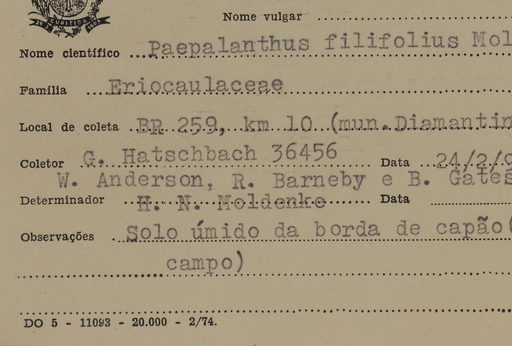 CURITIBA
Nome vulgar
Nome científico Paepalanthus filifolius Mol
Família Eriocaulaceae
Local de coleta BR 259, km 10 (mun.Diamantin
Coletor G. Hatschbach 36456 Data 24/2/9
W. Anderson, R. Barneby e B. Gates
Determinador H. N. Moldenke Data
Observações Solo úmido da borda de capão(
campo)
DO 5 - 11093 - 20.000 - 2/74.